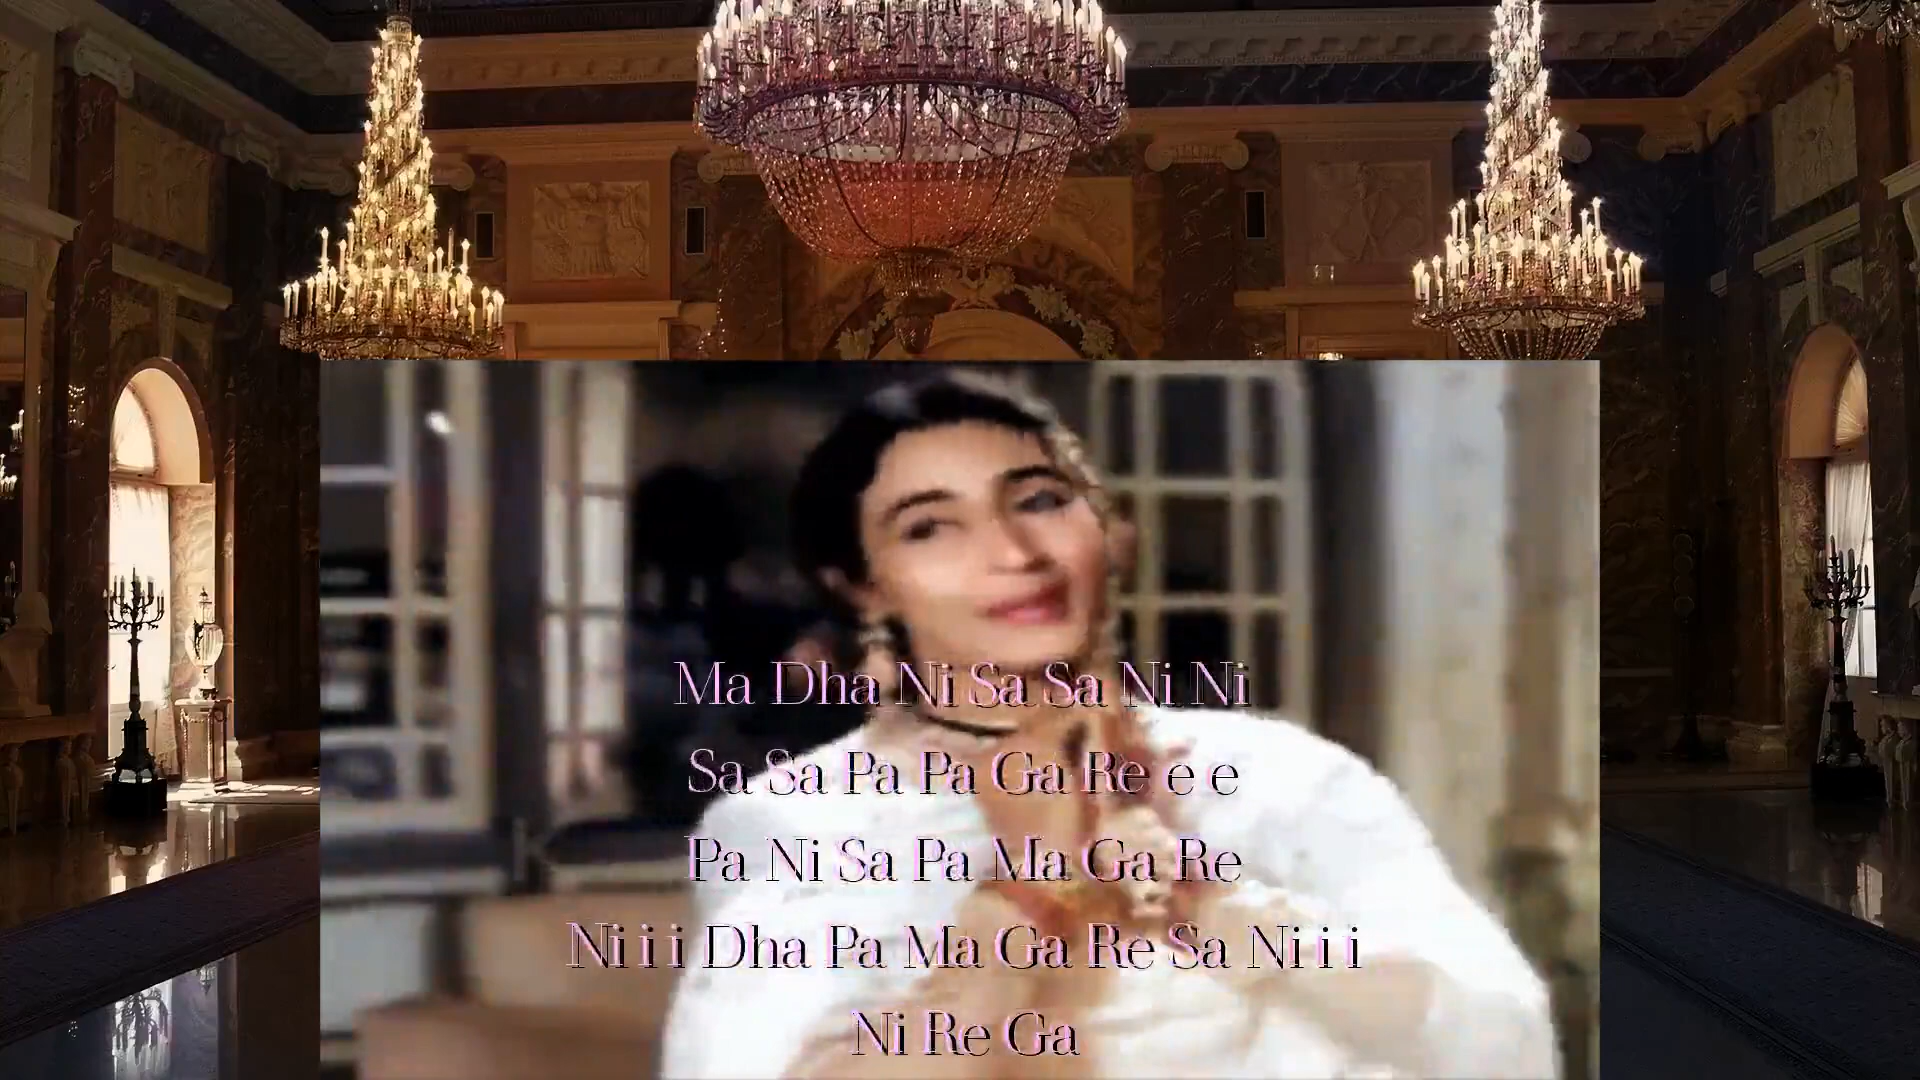 Ma Dha Ni Sa Sa Ni Ni
Sa Sa Pa Pa Ga Re e e
Pa Ni Sa Pa Ma Ga Re
Ni i i Dha Pa Ma Ga Re Sa Ni i i
Ni Re Ga